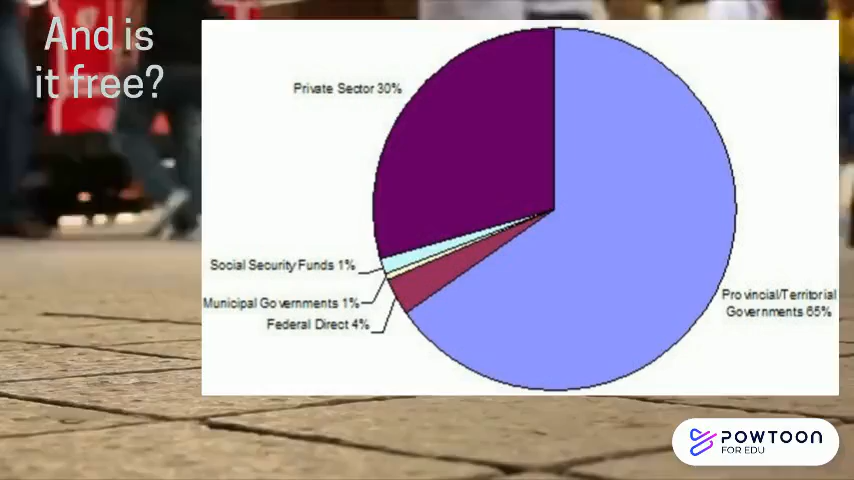 And is
it free?
Private Sector 30%
Social Security Funds 1%
Municipal Governments 1%
Federal Direct 4%
Provincial/Territorial
Governments 65%
POWTOON
FOR EDU